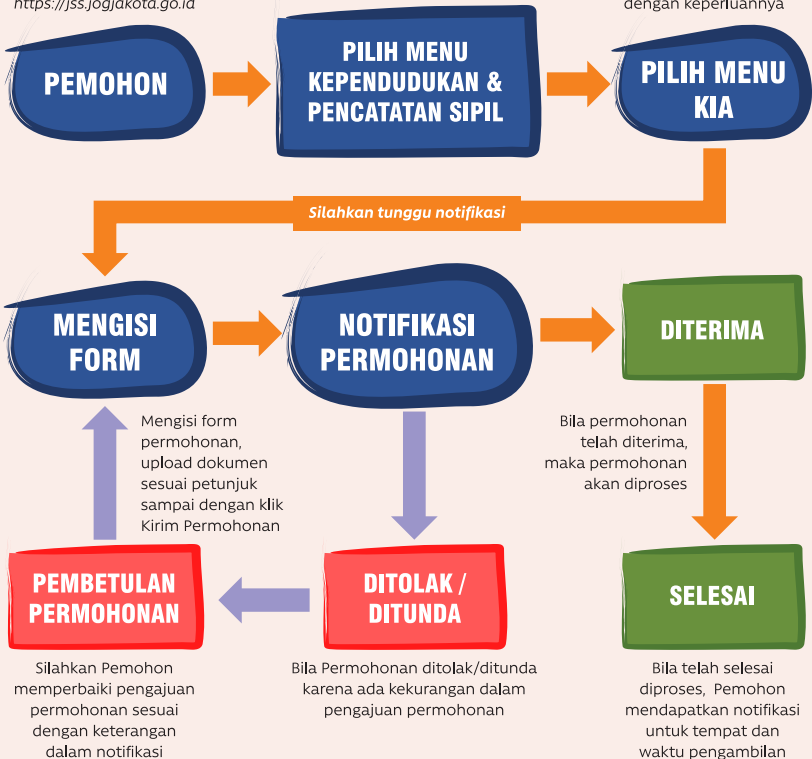 https://jss.jogjakota.go.id
dengan keperluannya
PEMOHON
PILIH MENU
KEPENDUDUKAN &
PENCATATAN SIPIL
PILIH MENU
KIA
Silahkan tunggu notifikasi
MENGISI
FORM
NOTIFIKASI
PERMOHONAN
DITERIMA
Mengisi form
permohonan,
upload dokumen
sesuai petunjuk
sampai dengan klik
Kirim Permohonan
Bila permohonan
telah diterima,
maka permohonan
akan diproses
PEMBETULAN
PERMOHONAN
DITOLAK /
DITUNDA
SELESAI
Silahkan Pemohon
memperbaiki pengajuan
permohonan sesuai
dengan keterangan
dalam notifikasi
Bila Permohonan ditolak/ditunda
karena ada kekurangan dalam
pengajuan permohonan
Bila telah selesai
diproses, Pemohon
mendapatkan notifikasi
untuk tempat dan
waktu pengambilan